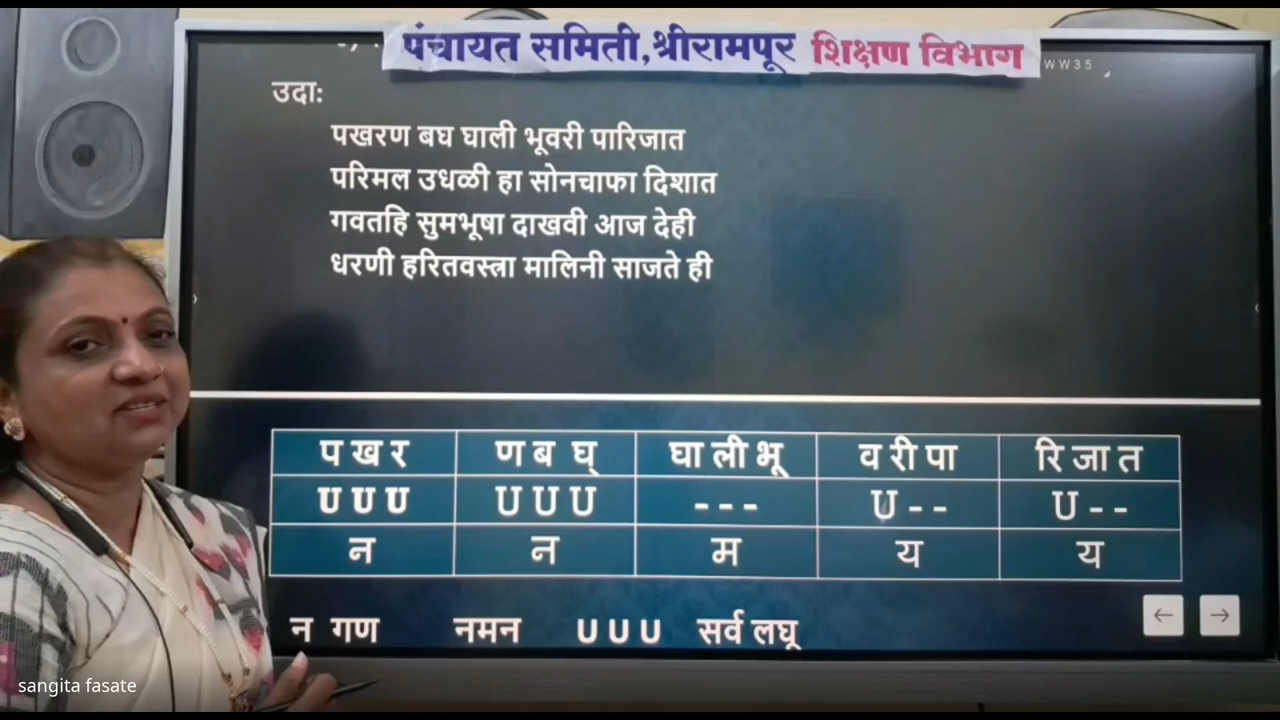 पंचायत समिती,श्रीरामपूर शिक्षण विभाग
WW35
उदा:
पखरण बघ घाली भूवरी पारिजात
परिमल उधळी हा सोनचाफा दिशात
गवतहि सुमभूषा दाखवी आज देही
धरणी हरितवस्त्रा मालिनी साजते ही
प ख र ण ब घ् घा ली भू व री पा रि जा त
U U U U U U - - - U - - U - -
न न म य य
न गण नमन U U U सर्व लघू
sangita fasate